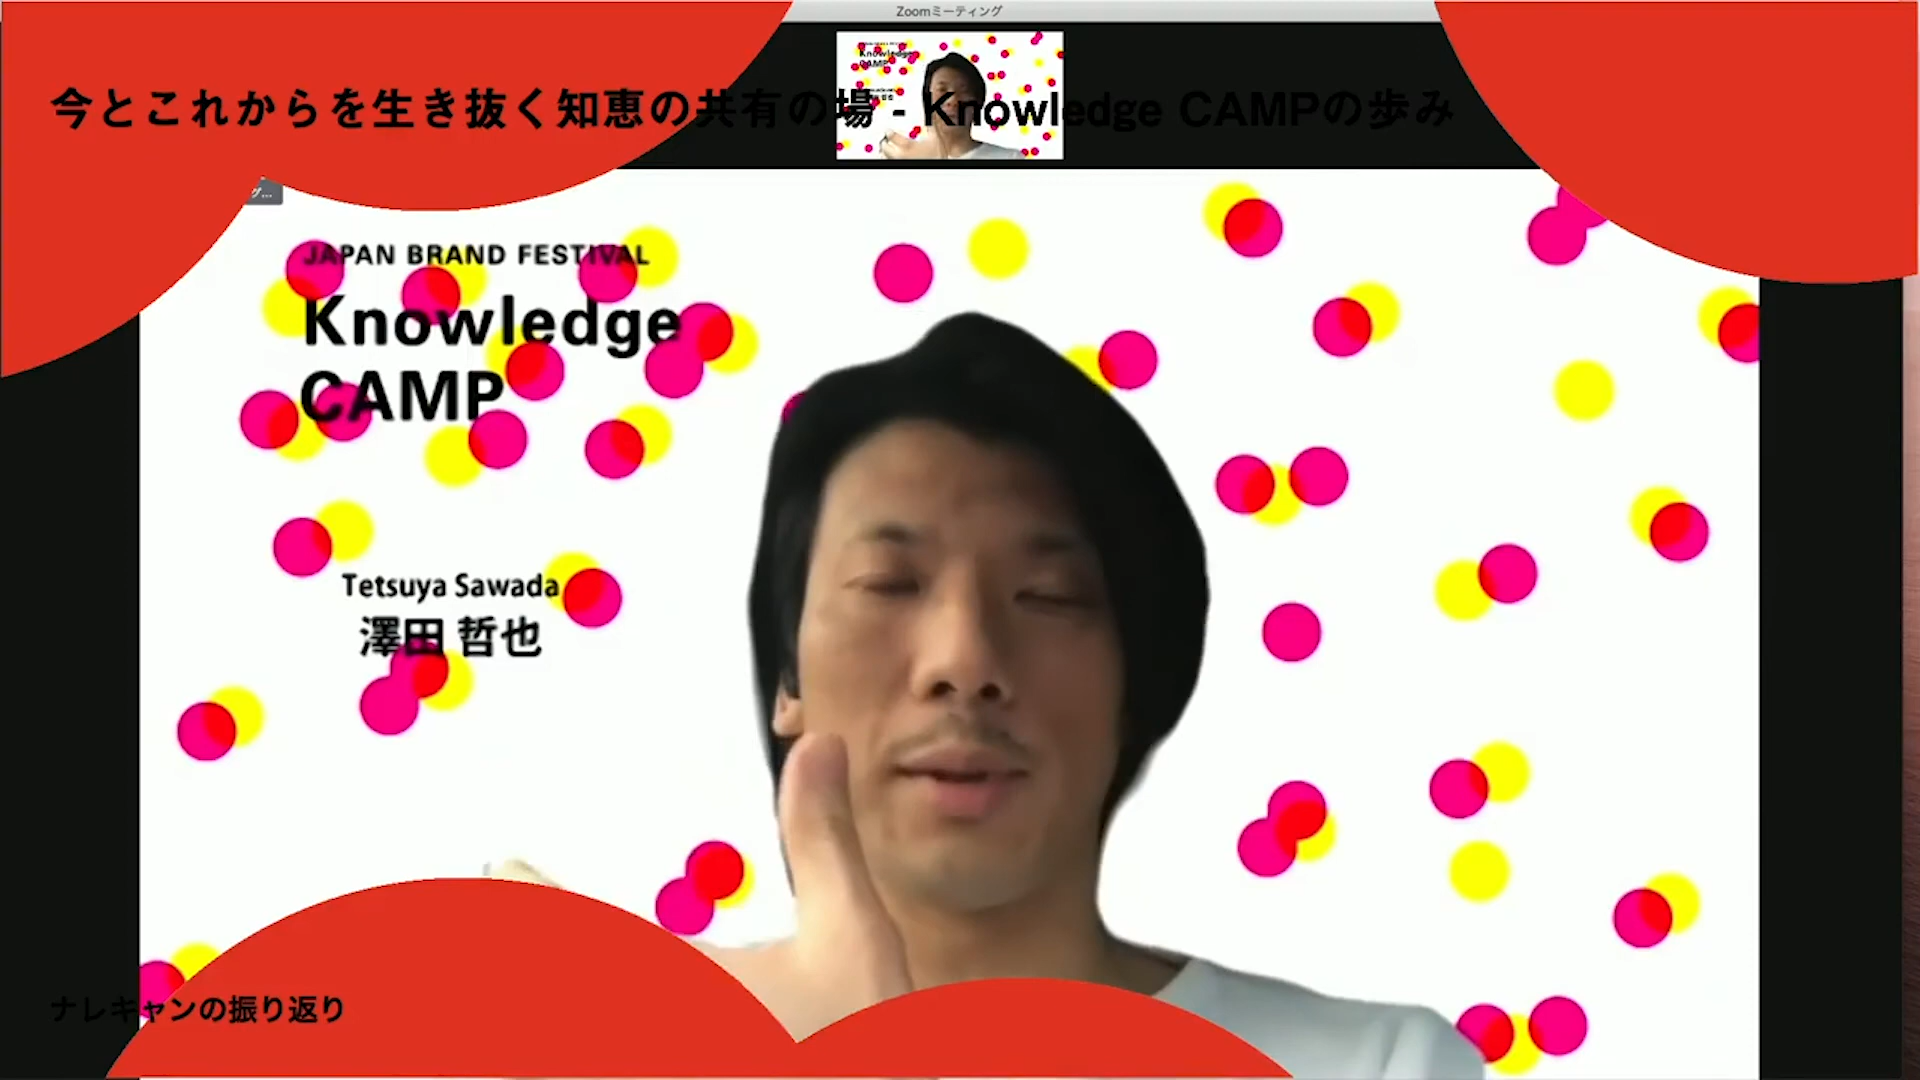 Zoomミーティング
今とこれからを生き抜く知恵の共有の場 - Knowledge CAMPの歩み
グ...
JAPAN BRAND FESTIVAL
Knowledge
CAMP
Tetsuya Sawada
澤田 哲也
ナレキャンの振り返り